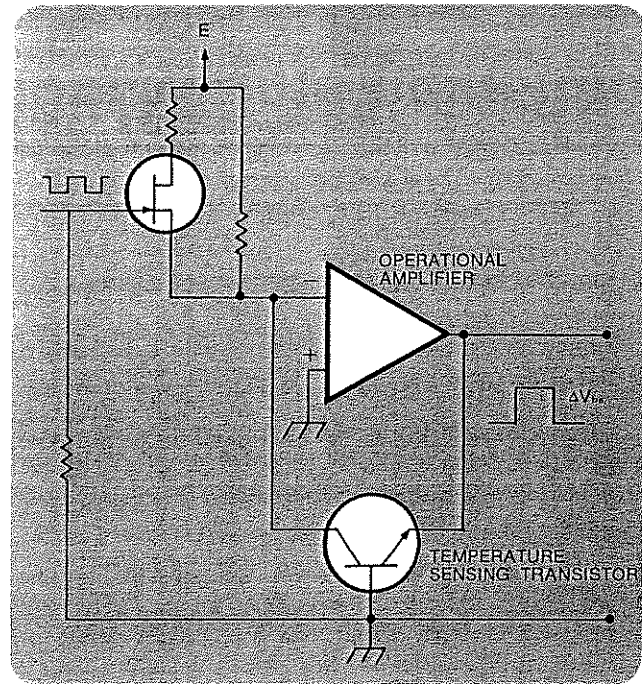 E
OPERATIONAL
AMPLIFIER
−
+
TEMPERATURE
SENSING TRANSISTOR